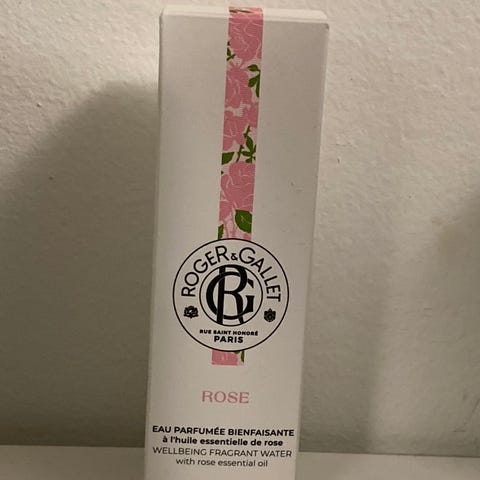 ROGER & GALLET
RG
RUE SAINT HONORÉ
PARIS
ROSE
EAU PARFUMÉE BIENFAISANTE
à l'huile essentielle de rose
WELLBEING FRAGRANT WATER
with rose essential oil